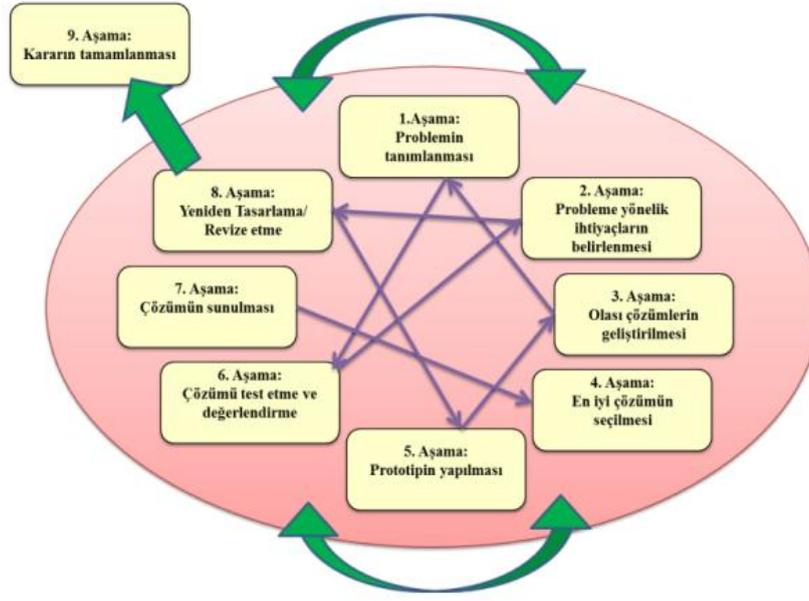 9. Aşama:
Kararın tamamlanması
1.Aşama:
Problemin
tanımlanması
2. Aşama:
Probleme yönelik
ihtiyaçların
belirlenmesi
3. Aşama:
Olası çözümlerin
geliştirilmesi
4. Aşama:
En iyi çözümün
seçilmesi
5. Aşama:
Prototipin yapılması
6. Aşama:
Çözümü test etme ve
değerlendirme
7. Aşama:
Çözümün sunulması
8. Aşama:
Yeniden Tasarlama/
Revize etme